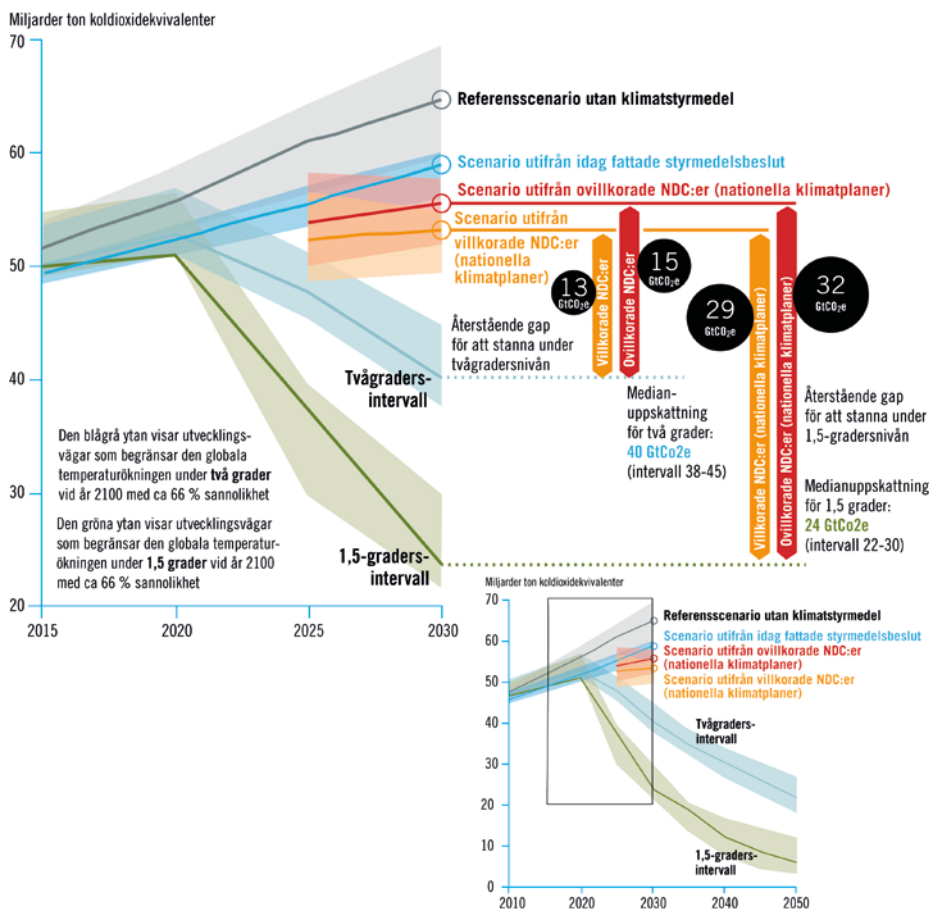 Miljarder ton koldioxidekvivalenter
70
60
50
40
30
20
2015
2020
2025
2030
Referensscenario utan klimatstyrmedel
Scenario utifrån idag fattade styrmedelsbeslut
Scenario utifrån ovillkorade NDC:er (nationella klimatplaner)
Scenario utifrån
villkorade NDC:er
(nationella
klimatplaner)
13
GtCO₂e
15
GtCO₂e
29
GtCO₂e
32
GtCO₂e
Villkorade NDC:er
Ovillkorade NDC:er
Villkorade NDC:er (nationella klimatplaner)
Ovillkorade NDC:er (nationella klimatplaner)
Återstående gap
för att stanna under
tvågradersnivån
Tvågraders-
intervall
Median-
uppskattning
för två grader:
40 GtCo2e
(intervall 38-45)
Återstående gap
för att stanna under
1,5-gradersnivån
Medianuppskattning
för 1,5 grader:
24 GtCo2e
(intervall 22-30)
Den blågrå ytan visar utvecklings-
vägar som begränsar den globala
temperaturökningen under två grader
vid år 2100 med ca 66 % sannolikhet
Den gröna ytan visar utvecklingsvägar
som begränsar den globala temperatur-
ökningen under 1,5 grader vid år 2100
med ca 66 % sannolikhet
1,5-graders-
intervall
Miljarder ton koldioxidekvivalenter
70
60
50
40
30
20
10
0
2010
2020
2030
2040
2050
Referensscenario utan klimatstyrmedel
Scenario utifrån idag fattade styrmedelsbeslut
Scenario utifrån ovillkorade NDC:er
(nationella klimatplaner)
Scenario utifrån villkorade NDC:er
(nationella klimatplaner)
Tvågraders-
intervall
1,5-graders-
intervall